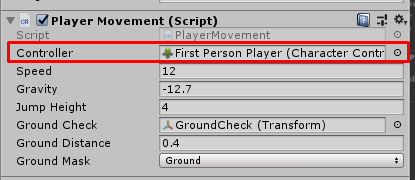 Player Movement (Script)
Script PlayerMovement
Controller First Person Player (Character Contr
Speed 12
Gravity -12.7
Jump Height 4
Ground Check GroundCheck (Transform)
Ground Distance 0.4
Ground Mask Ground